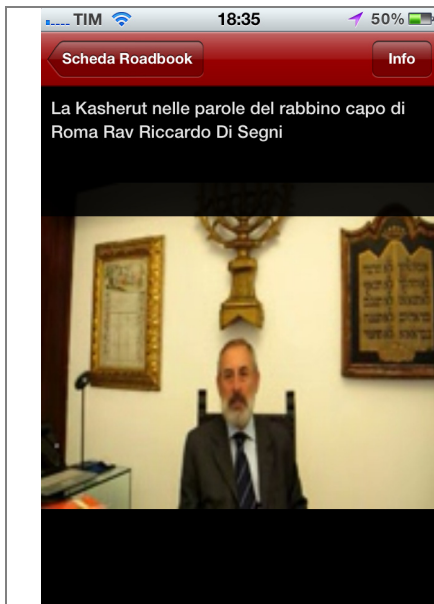 TIM 18:35 50%
Scheda Roadbook Info
La Kasherut nelle parole del rabbino capo di
Roma Rav Riccardo Di Segni